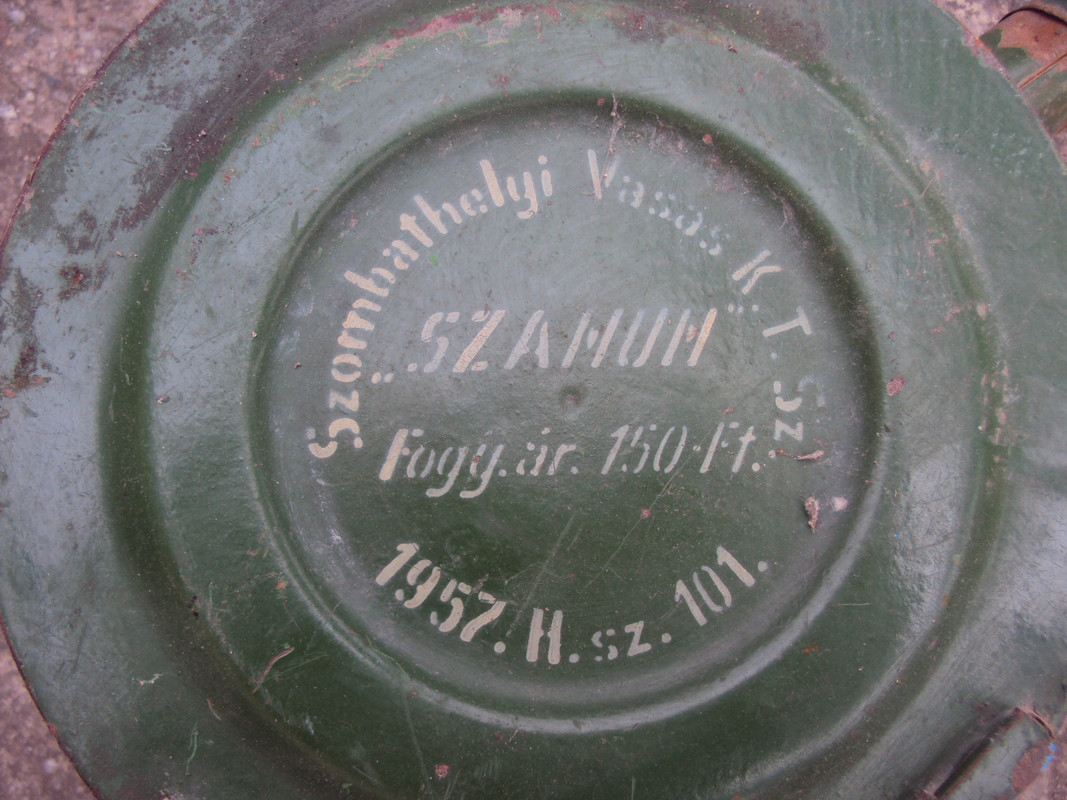 Szombathelyi Vasas K. T. Sz.
„SZAMUM"
Fogy. ár. 150.Ft.
1957. H. sz. 101.